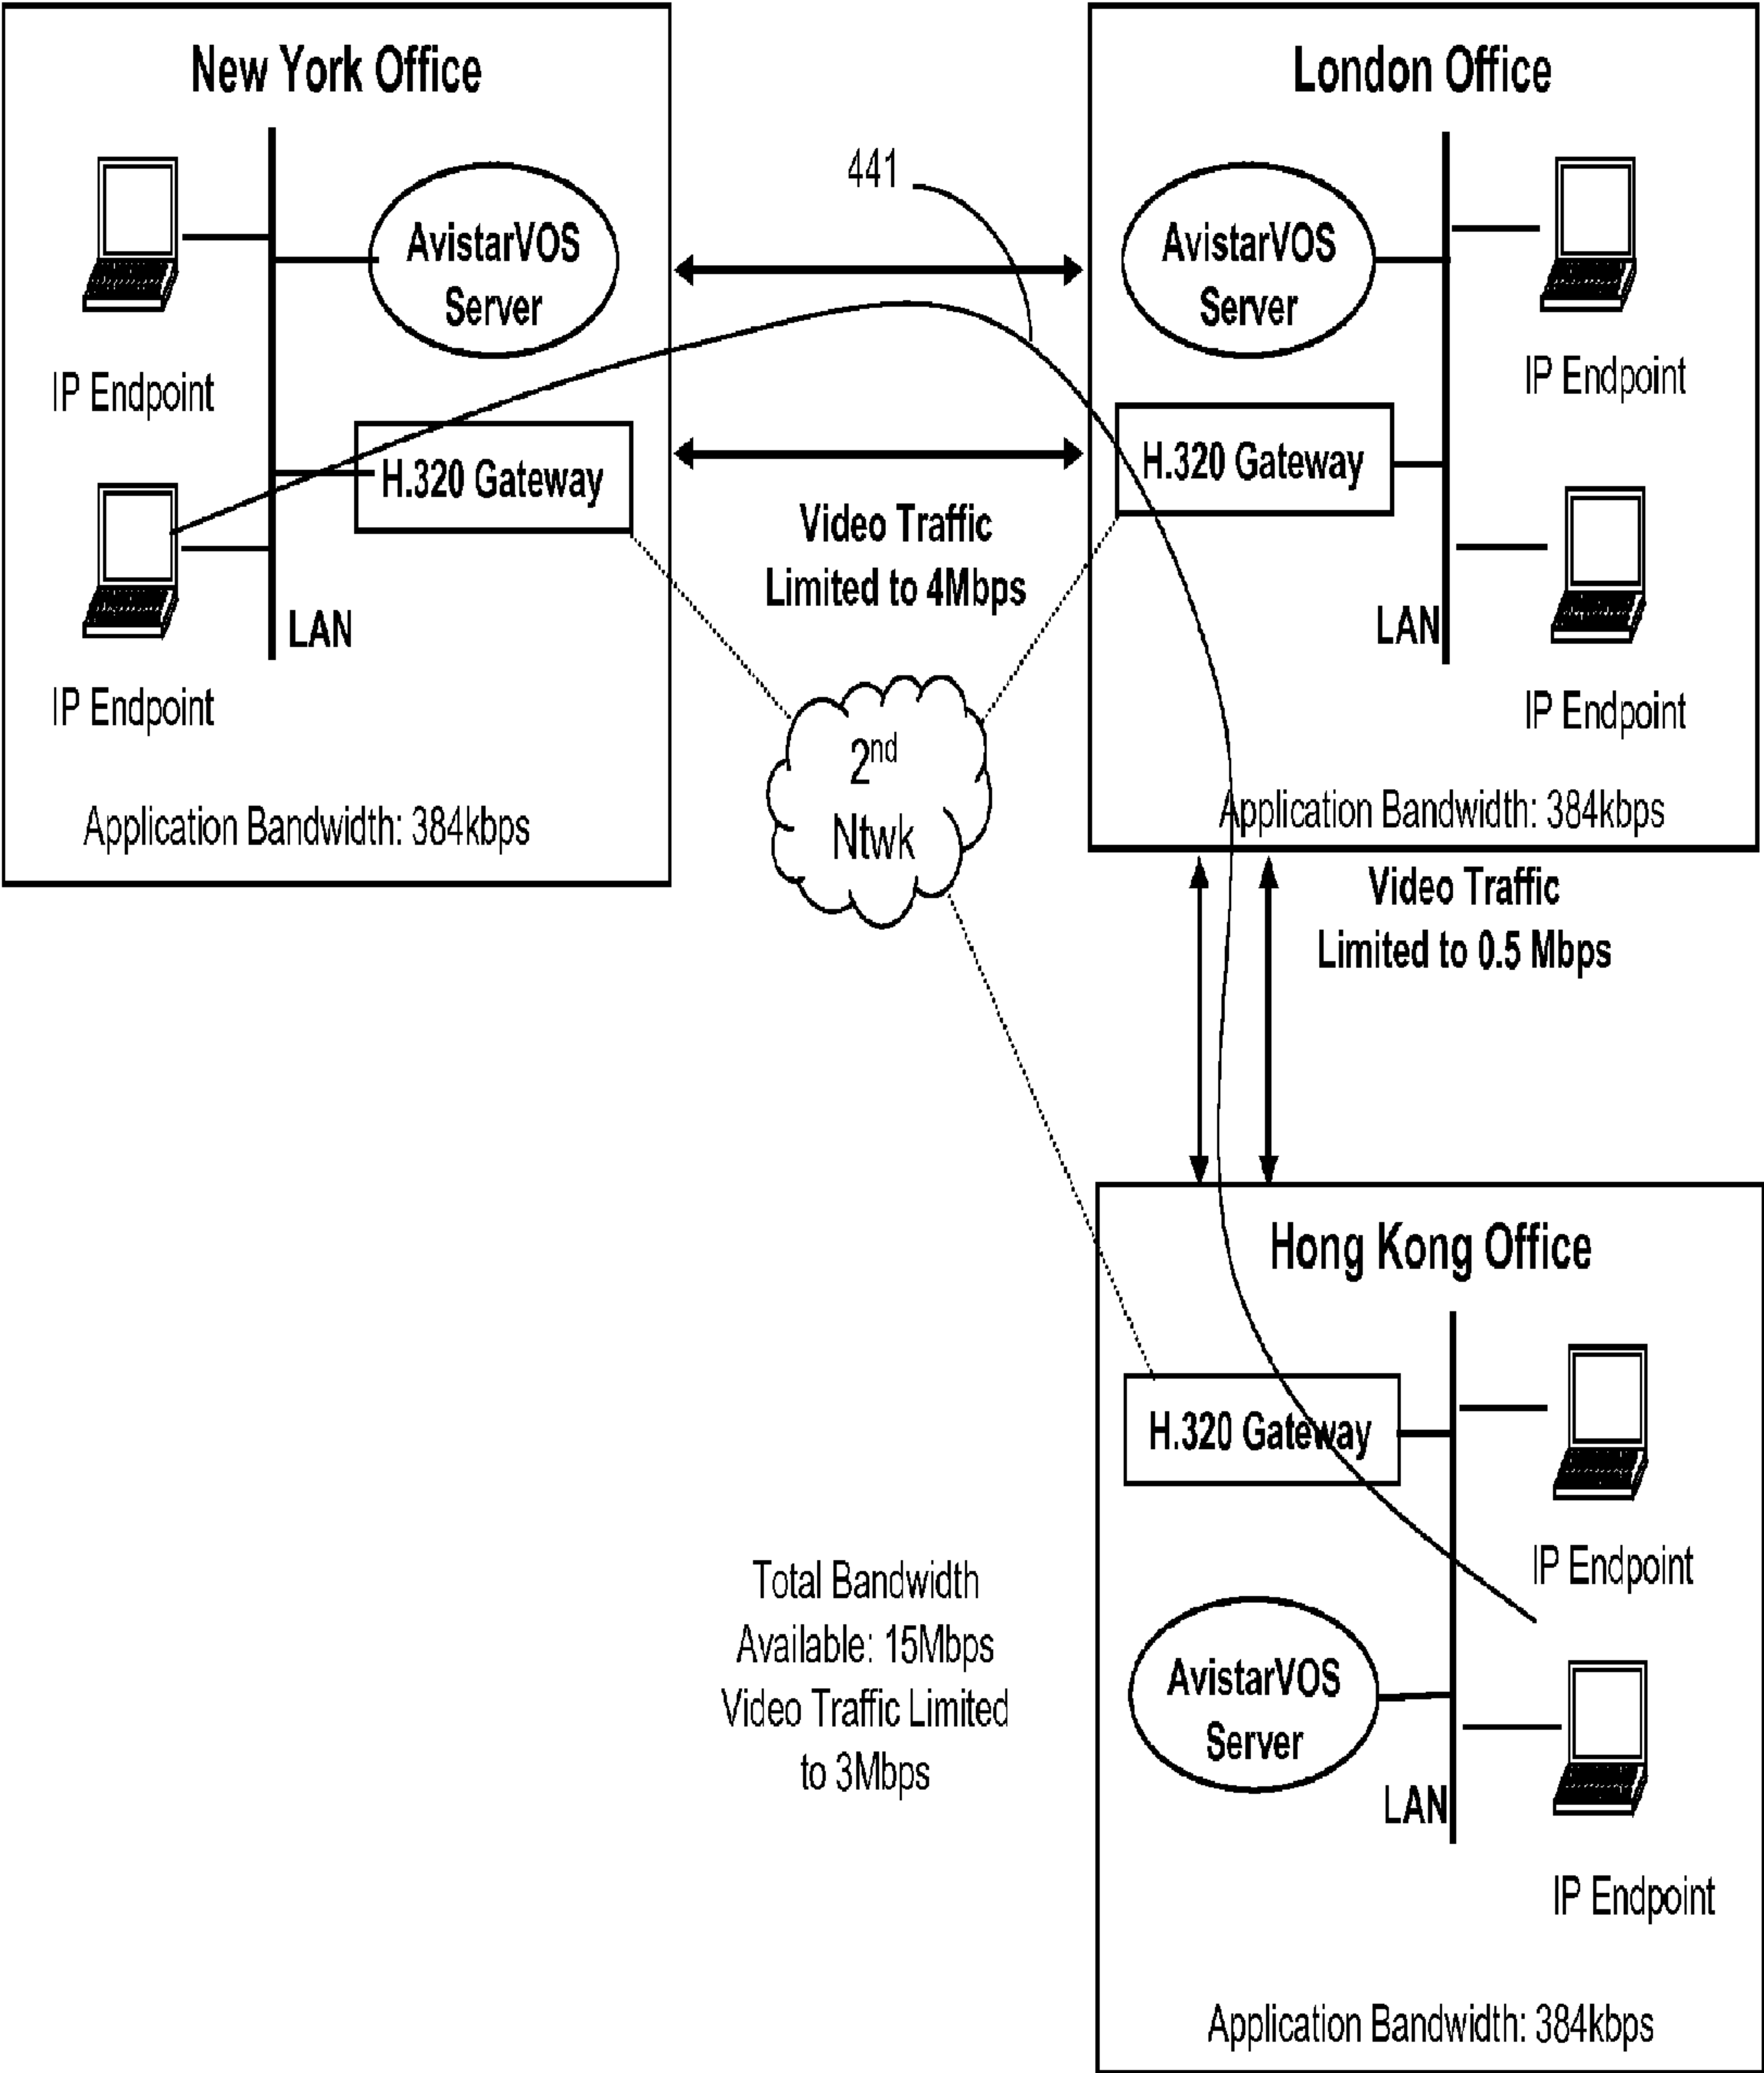 New York Office
AvistarVOS
Server
IP Endpoint
H.320 Gateway
LAN
IP Endpoint
Application Bandwidth: 384kbps
441
Video Traffic
Limited to 4Mbps
2nd
Ntwk
London Office
AvistarVOS
Server
IP Endpoint
H.320 Gateway
LAN
IP Endpoint
Application Bandwidth: 384kbps
Video Traffic
Limited to 0.5 Mbps
Hong Kong Office
H.320 Gateway
IP Endpoint
AvistarVOS
Server
LAN
IP Endpoint
Application Bandwidth: 384kbps
Total Bandwidth
Available: 15Mbps
Video Traffic Limited
to 3Mbps